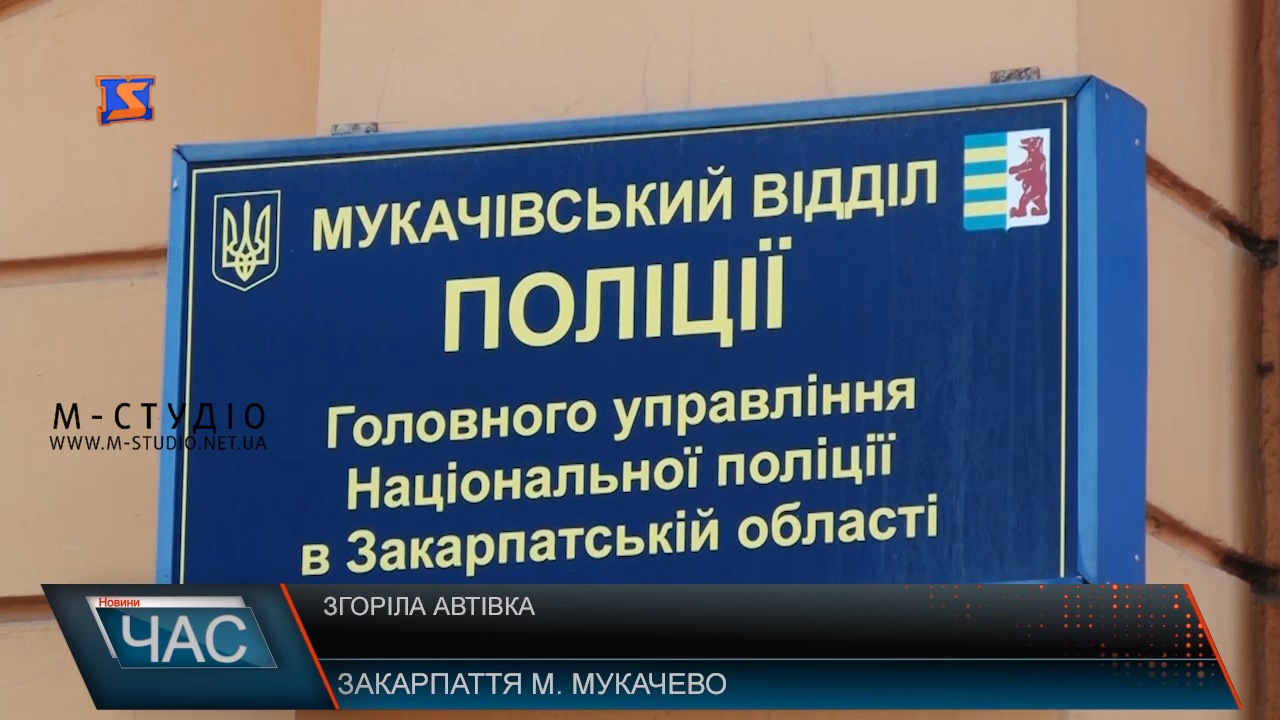 S
МУКАЧІВСЬКИЙ ВІДДІЛ
ПОЛІЦІЇ
Головного управління
Національної поліції
в Закарпатській області
М-СТУДІО
WWW.M-STUDIO.NET.UA
Новини
ЧАС
ЗГОРІЛА АВТІВКА
ЗАКАРПАТТЯ М. МУКАЧЕВО